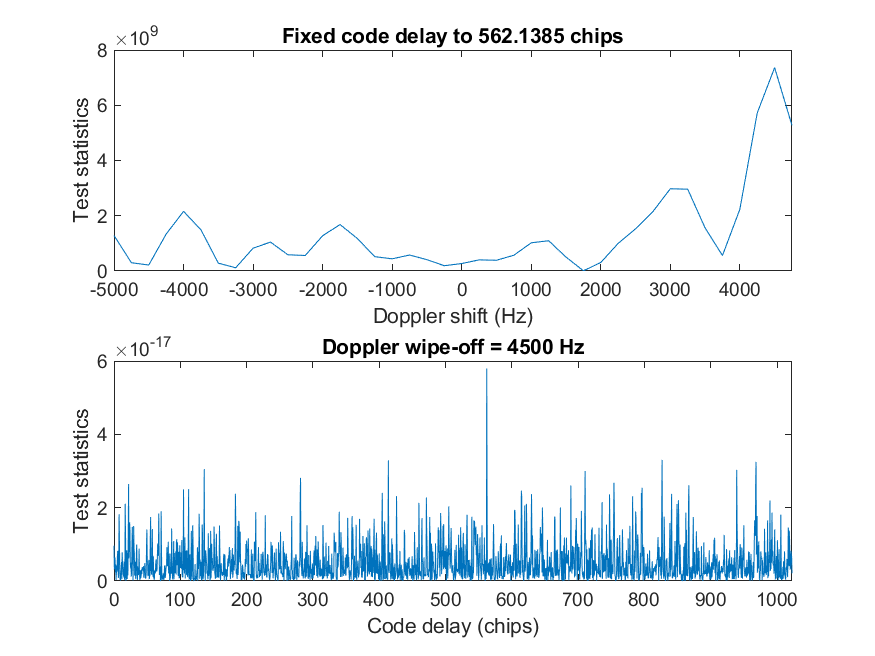 Fixed code delay to 562.1385 chips
×10^9
8
6
4
2
0
Test statistics
-5000 -4000 -3000 -2000 -1000 0 1000 2000 3000 4000
Doppler shift (Hz)
Doppler wipe-off = 4500 Hz
×10^-17
6
4
2
0
Test statistics
0 100 200 300 400 500 600 700 800 900 1000
Code delay (chips)